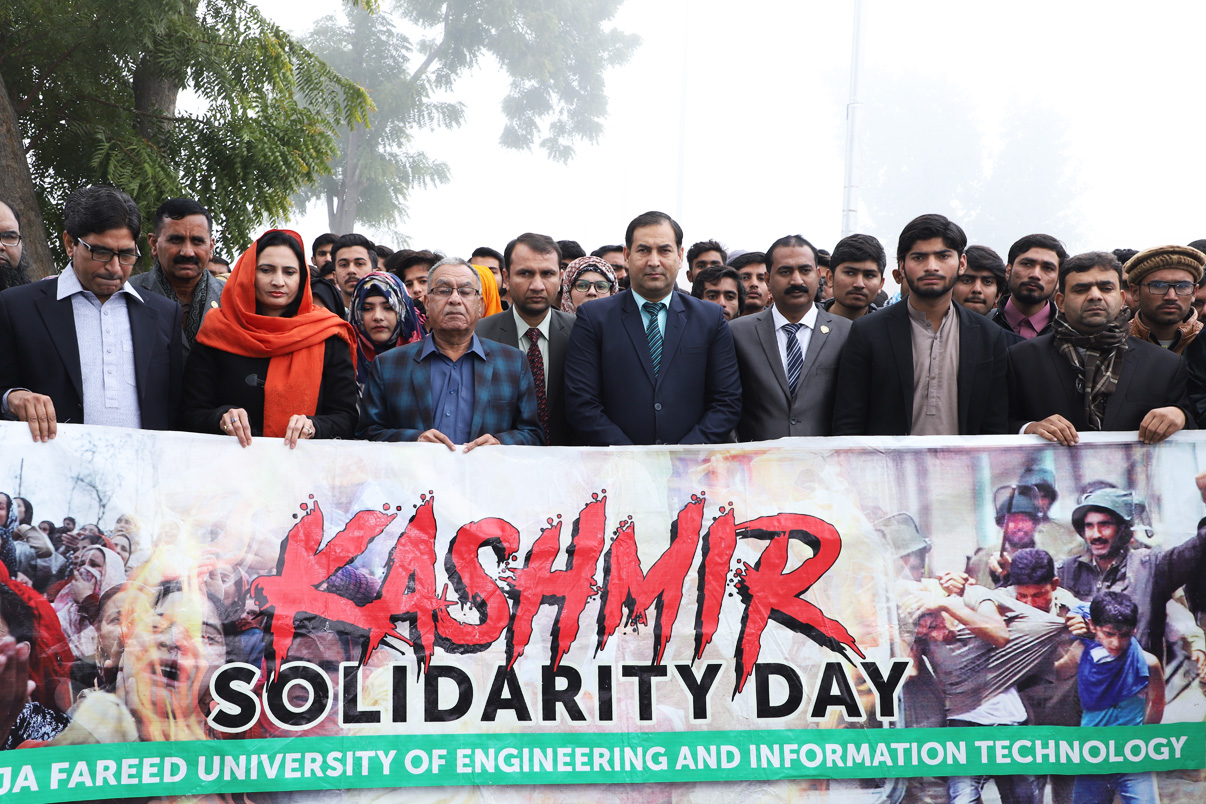 KASHMIR
SOLIDARITY DAY
JA FAREED UNIVERSITY OF ENGINEERING AND INFORMATION TECHNOLOGY